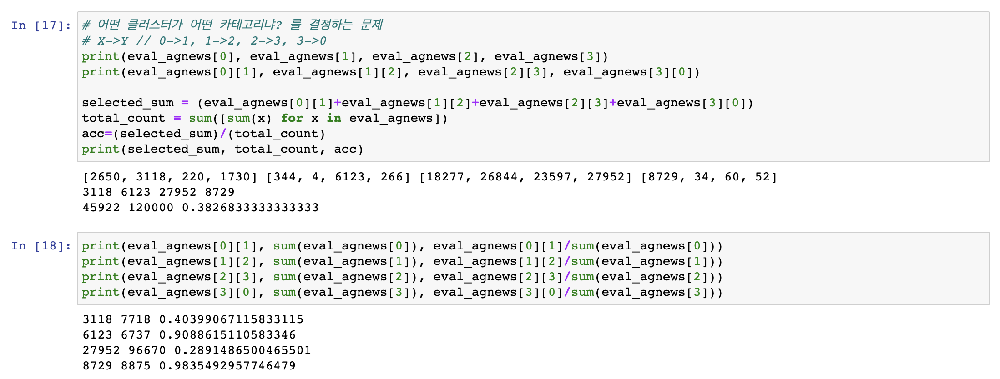 In [17]:
# 어떤 클러스터가 어떤 카테고리냐? 를 결정하는 문제
# X->Y // 0->1, 1->2, 2->3, 3->0
print(eval_agnews[0], eval_agnews[1], eval_agnews[2], eval_agnews[3])
print(eval_agnews[0][1], eval_agnews[1][2], eval_agnews[2][3], eval_agnews[3][0])
selected_sum = (eval_agnews[0][1]+eval_agnews[1][2]+eval_agnews[2][3]+eval_agnews[3][0])
total_count = sum([sum(x) for x in eval_agnews])
acc=(selected_sum)/(total_count)
print(selected_sum, total_count, acc)
[2650, 3118, 220, 1730] [344, 4, 6123, 266] [18277, 26844, 23597, 27952] [8729, 34, 60, 52]
3118 6123 27952 8729
45922 120000 0.3826833333333333
In [18]:
print(eval_agnews[0][1], sum(eval_agnews[0]), eval_agnews[0][1]/sum(eval_agnews[0]))
print(eval_agnews[1][2], sum(eval_agnews[1]), eval_agnews[1][2]/sum(eval_agnews[1]))
print(eval_agnews[2][3], sum(eval_agnews[2]), eval_agnews[2][3]/sum(eval_agnews[2]))
print(eval_agnews[3][0], sum(eval_agnews[3]), eval_agnews[3][0]/sum(eval_agnews[3]))
3118 7718 0.40399067115833115
6123 6737 0.9088615110583346
27952 96670 0.2891486500465501
8729 8875 0.9835492957746479